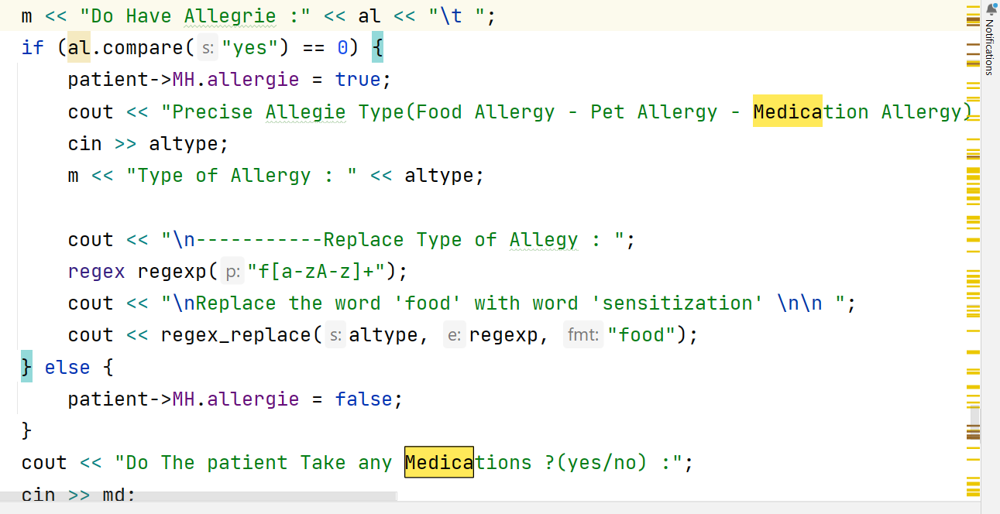 m << "Do Have Allegrie :" << al << "\t ";
if (al.compare( s: "yes") == 0) {
patient->MH.allergie = true;
cout << "Precise Allegie Type(Food Allergy - Pet Allergy - Medication Allergy)
cin >> altype;
m << "Type of Allergy : " << altype;
cout << "\n-----------Replace Type of Allegy : ";
regex regexp( p: "f[a-zA-z]+");
cout << "\nReplace the word 'food' with word 'sensitization' \n\n ";
cout << regex_replace( s: altype, e: regexp, fmt: "food");
} else {
patient->MH.allergie = false;
}
cout << "Do The patient Take any Medications ?(yes/no) :";
cin >> md;
Notifications